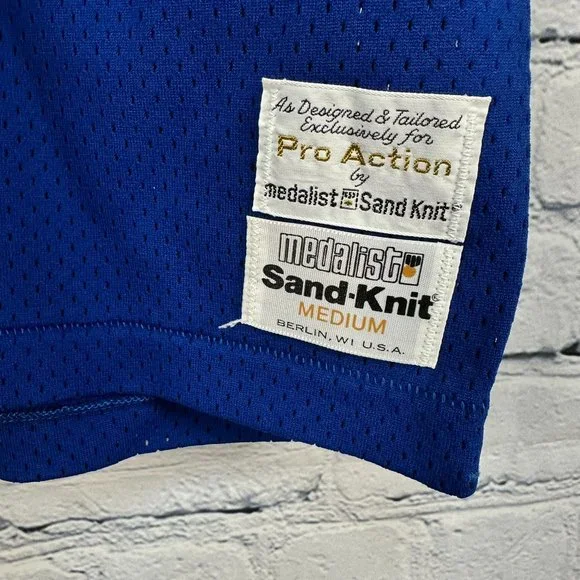 As Designed & Tailored
Exclusively for
Pro Action
by
medalist Sand Knit
medalist
Sand-Knit
MEDIUM
BERLIN, WI U.S.A.